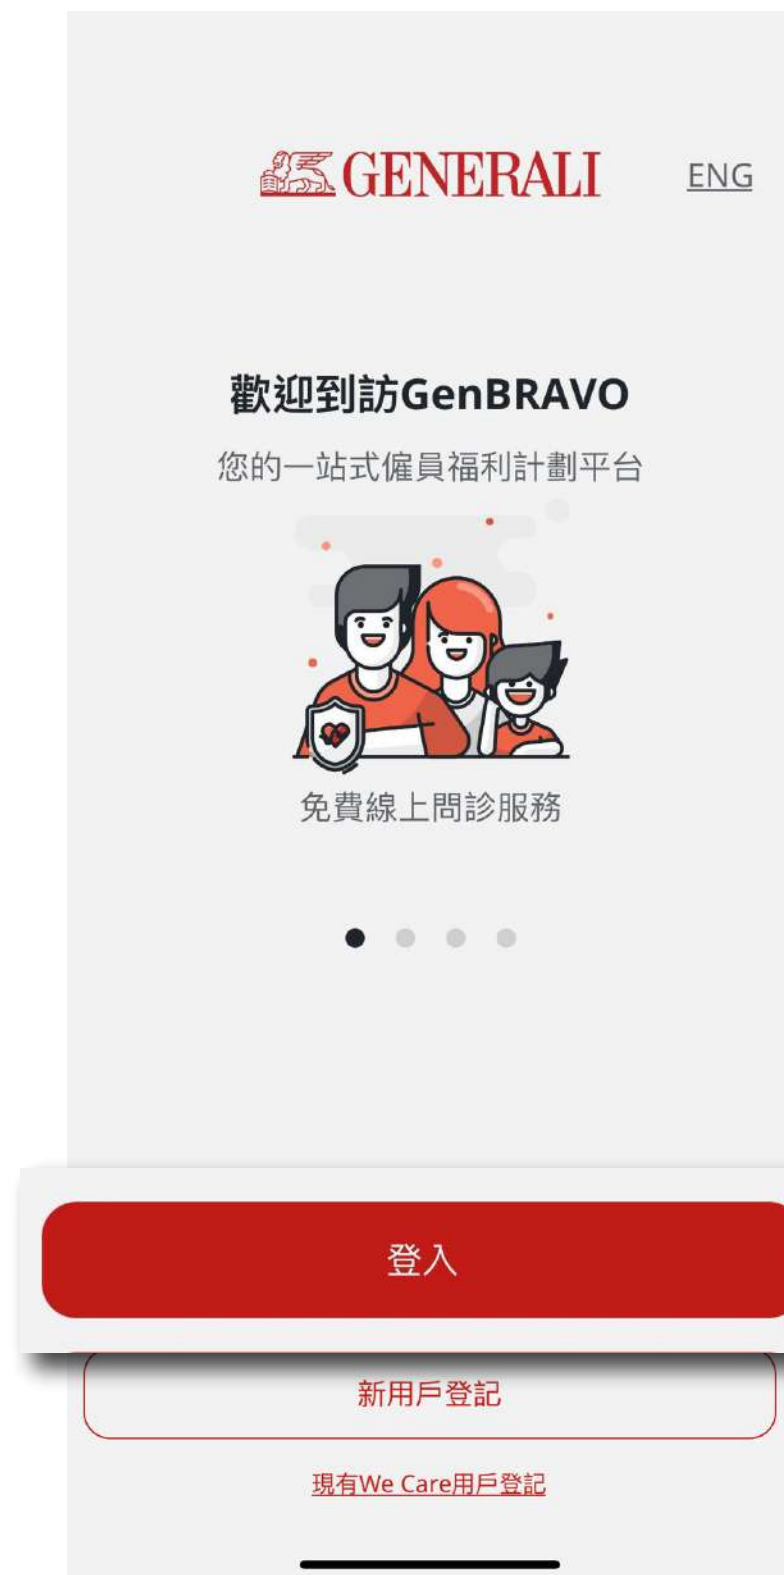 GENERALI
ENG
歡迎到訪GenBRAVO
您的一站式僱員福利計劃平台
免費線上問診服務
登入
新用戶登記
現有We Care用戶登記